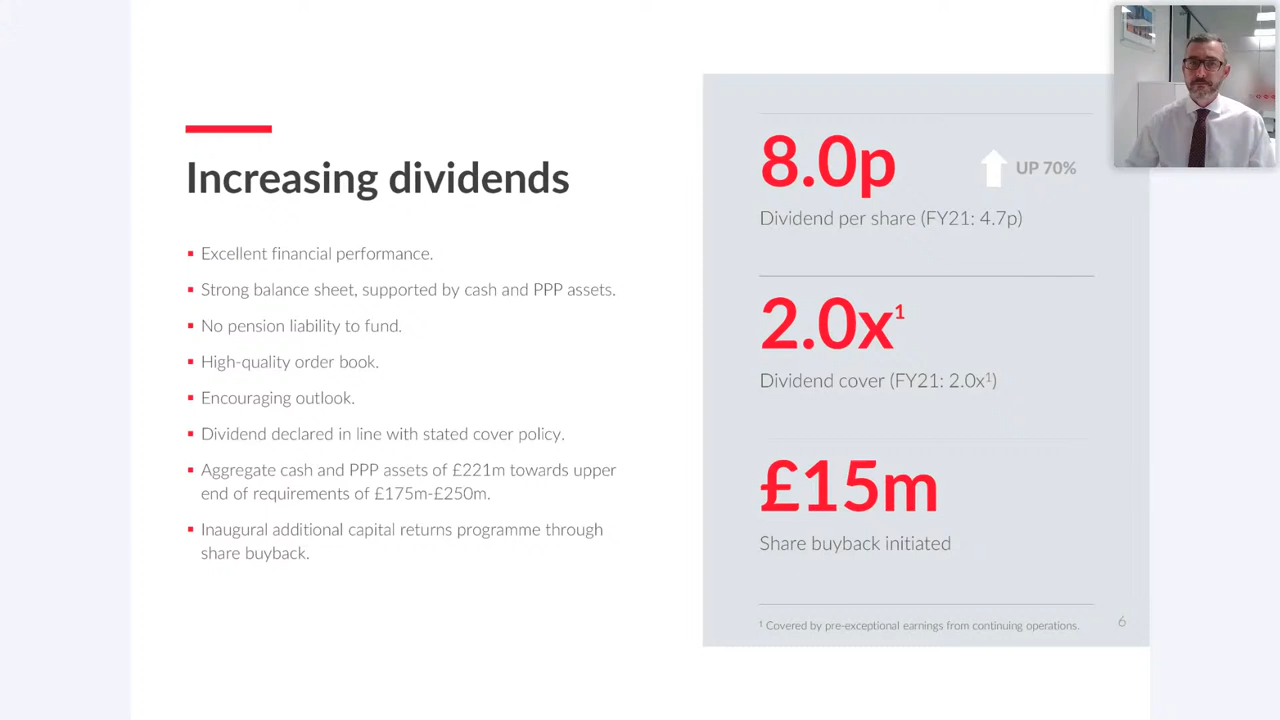 Increasing dividends
▪ Excellent financial performance.
▪ Strong balance sheet, supported by cash and PPP assets.
▪ No pension liability to fund.
▪ High-quality order book.
▪ Encouraging outlook.
▪ Dividend declared in line with stated cover policy.
▪ Aggregate cash and PPP assets of £221m towards upper
end of requirements of £175m-£250m.
▪ Inaugural additional capital returns programme through
share buyback.
8.0p
UP 70%
Dividend per share (FY21: 4.7p)
2.0x¹
Dividend cover (FY21: 2.0x¹)
£15m
Share buyback initiated
¹ Covered by pre-exceptional earnings from continuing operations.
6